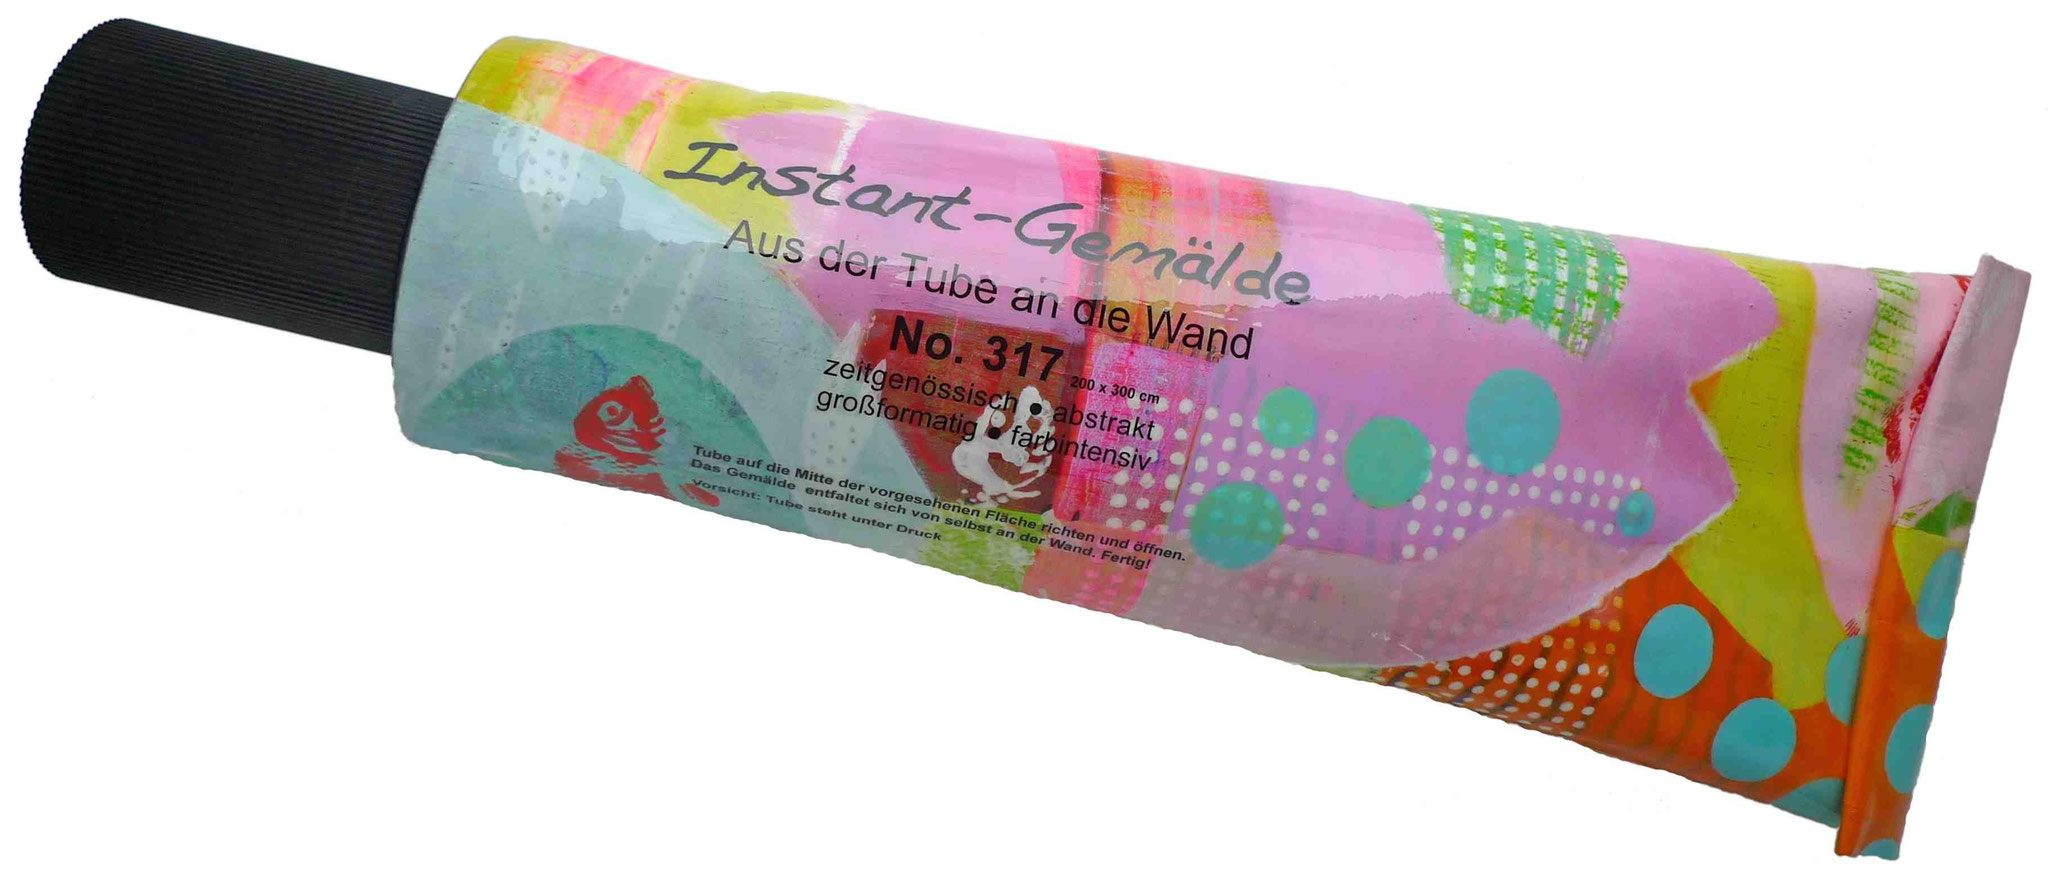 Instant-Gemälde
Aus der Tube an die Wand
No. 317 200 x 300 cm
zeitgenössisch • abstrakt
großformatig • farbintensiv
Tube auf die Mitte der vorgesehenen Fläche richten und öffnen.
Das Gemälde entfaltet sich von selbst an der Wand. Fertig!
Vorsicht: Tube steht unter Druck